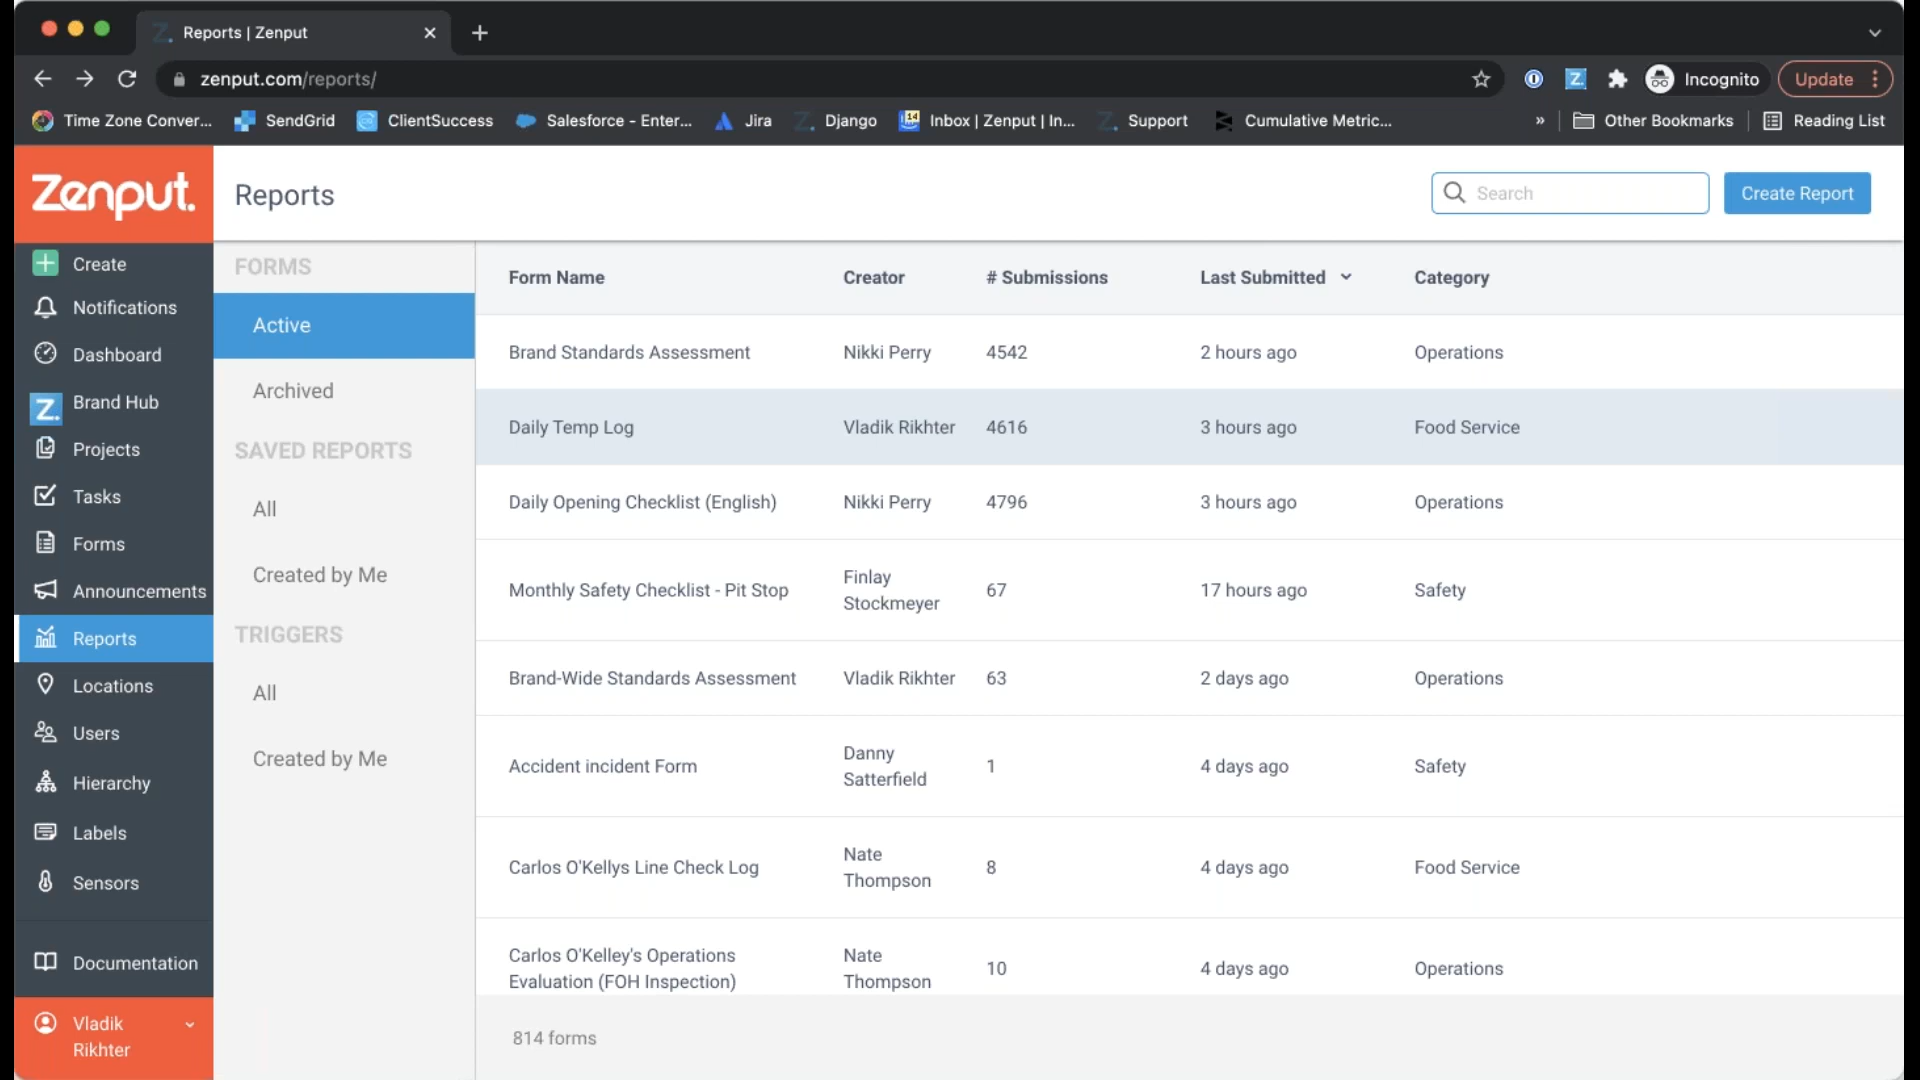 Reports | Zenput
zenput.com/reports/
Incognito
Update
Time Zone Conver...
SendGrid
ClientSuccess
Salesforce - Enter...
Jira
Django
14
Inbox | Zenput | In...
Support
Cumulative Metric...
»
Other Bookmarks
Reading List
Zenput.
Reports
Search
Create Report
Create
Notifications
Dashboard
Z.
Brand Hub
Projects
Tasks
Forms
Announcements
Reports
Locations
Users
Hierarchy
Labels
Sensors
Documentation
Vladik
Rikhter
FORMS
Active
Archived
SAVED REPORTS
All
Created by Me
TRIGGERS
All
Created by Me
Form Name Creator # Submissions Last Submitted Category
Brand Standards Assessment Nikki Perry 4542 2 hours ago Operations
Daily Temp Log Vladik Rikhter 4616 3 hours ago Food Service
Daily Opening Checklist (English) Nikki Perry 4796 3 hours ago Operations
Monthly Safety Checklist - Pit Stop Finlay Stockmeyer 67 17 hours ago Safety
Brand-Wide Standards Assessment Vladik Rikhter 63 2 days ago Operations
Accident incident Form Danny Satterfield 1 4 days ago Safety
Carlos O'Kellys Line Check Log Nate Thompson 8 4 days ago Food Service
Carlos O'Kelley's Operations Evaluation (FOH Inspection) Nate Thompson 10 4 days ago Operations
814 forms